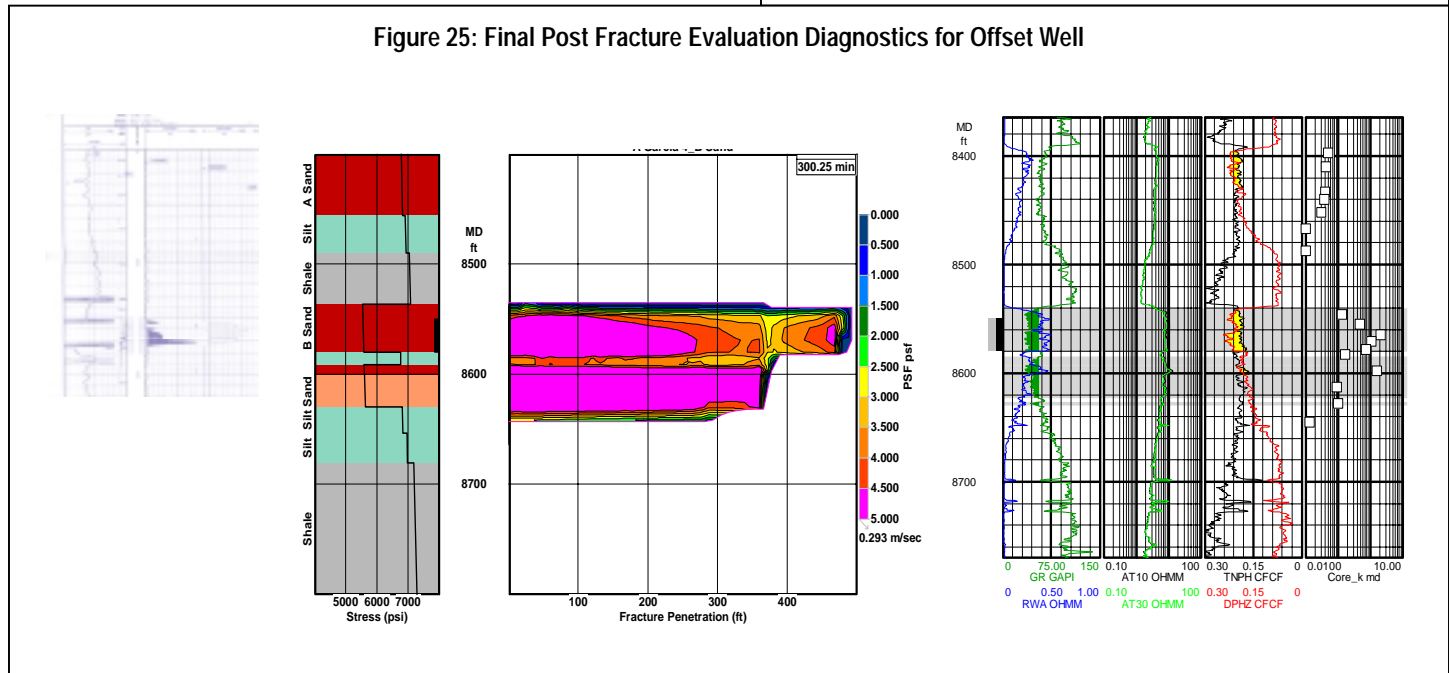 Figure 25: Final Post Fracture Evaluation Diagnostics for Offset Well
A Sand
Silt
Shale
B Sand
Silt Sand
Silt
Shale
5000 6000 7000
4000
Stress (psi)
MD
ft
8500
8600
8700
300.25 min
100 200 300 400
Fracture Penetration (ft)
0.000
0.500
1.000
1.500
2.000
2.500
3.000
3.500
4.000
4.500
5.000
PSF psf
0.293 m/sec
MD
ft
8400
8500
8600
8700
0 75.00 150
GR GAPI
0 0.50 1.00
RWA OHMM
0.10 100
AT10 OHMM
0.10 100
AT30 OHMM
0.30 0.15 0
TNPH CFCF
0.30 0.15 0
DPHZ CFCF
0.0100 10.00
Core_k md